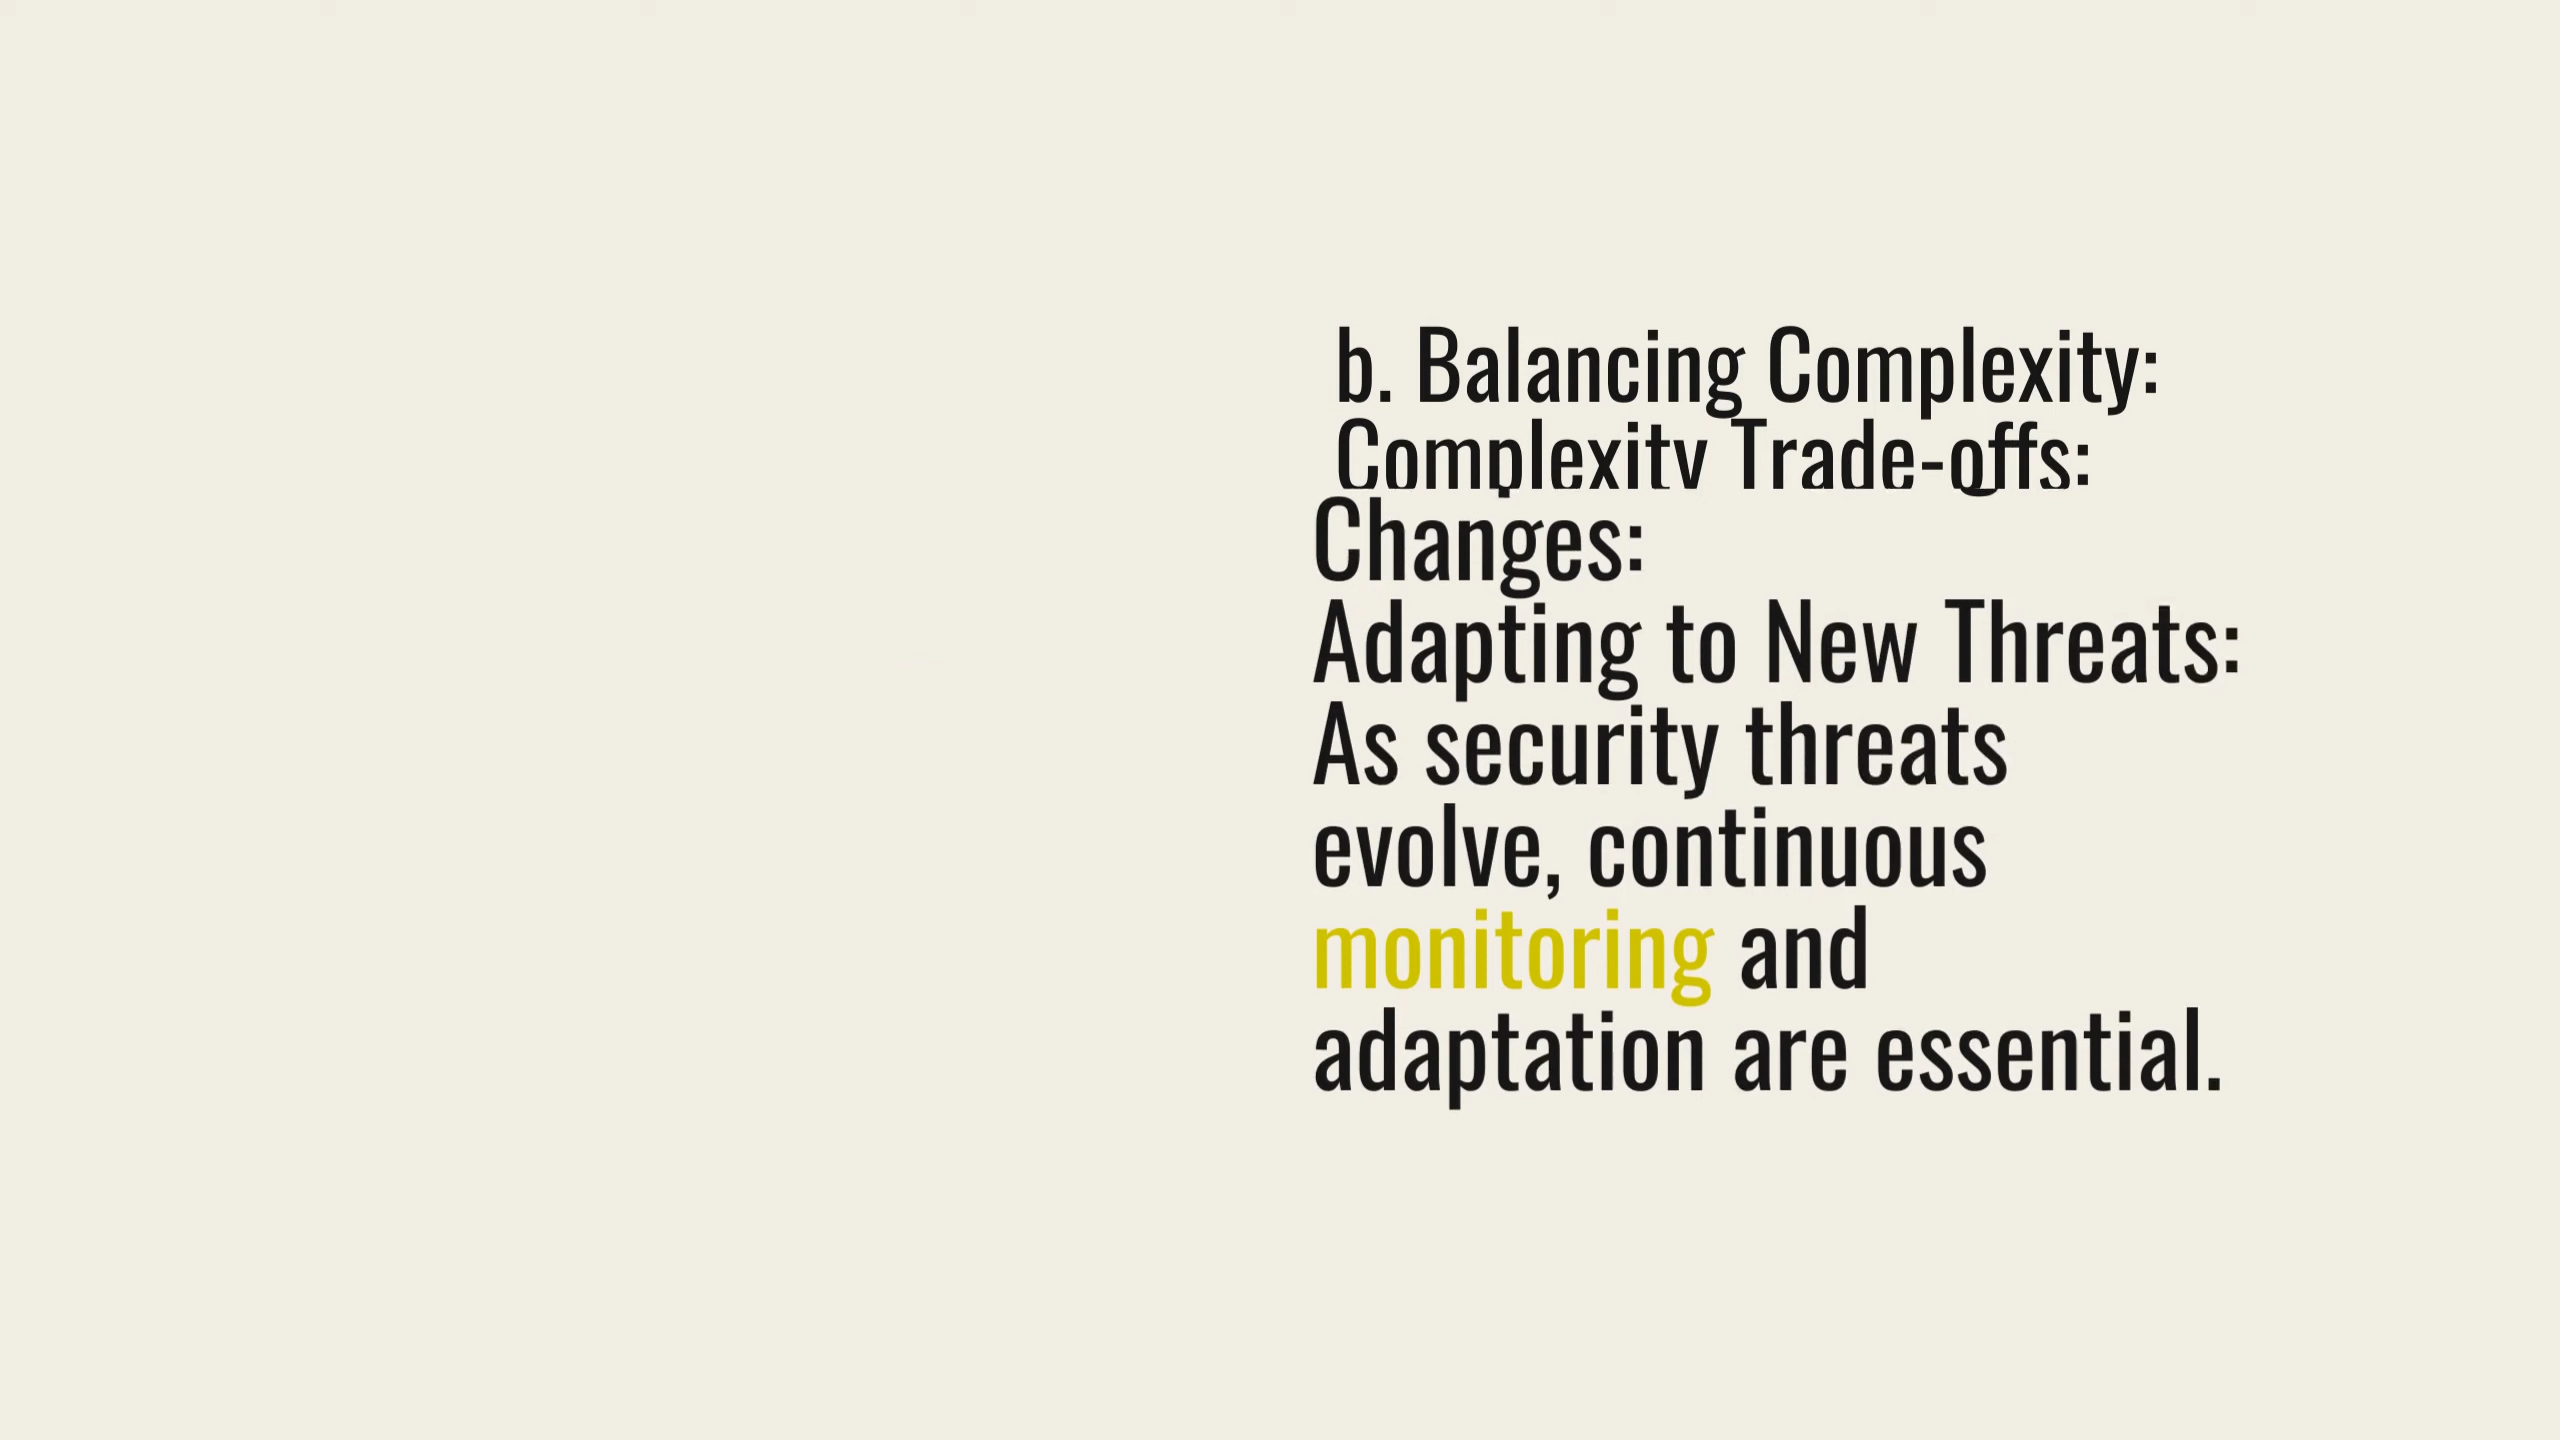 b. Balancing Complexity:
Complexity Trade-offs:
Changes:
Adapting to New Threats:
As security threats
evolve, continuous
monitoring and
adaptation are essential.